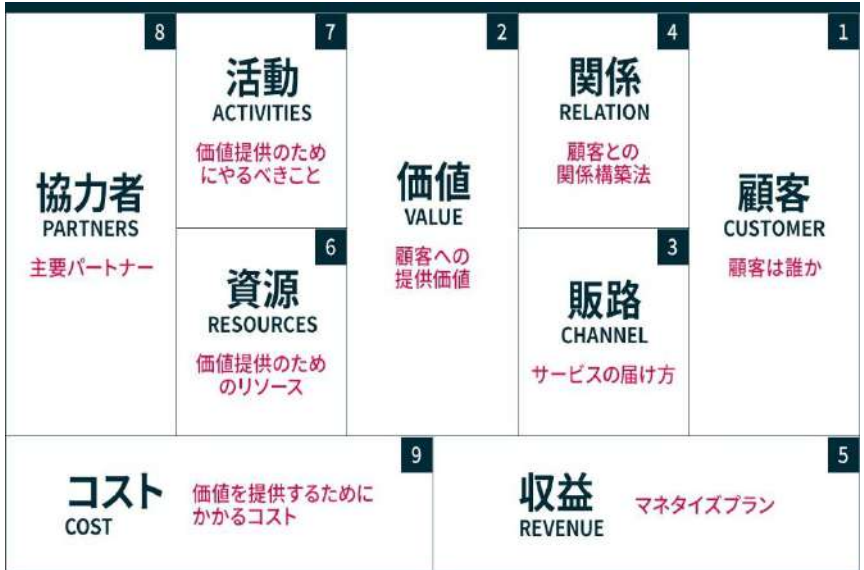 8
協力者
PARTNERS
主要パートナー
7
活動
ACTIVITIES
価値提供のため
にやるべきこと
6
資源
RESOURCES
価値提供のため
のリソース
2
価値
VALUE
顧客への
提供価値
4
関係
RELATION
顧客との
関係構築法
3
販路
CHANNEL
サービスの届け方
1
顧客
CUSTOMER
顧客は誰か
9
コスト
COST
価値を提供するために
かかるコスト
5
収益
REVENUE
マネタイズプラン